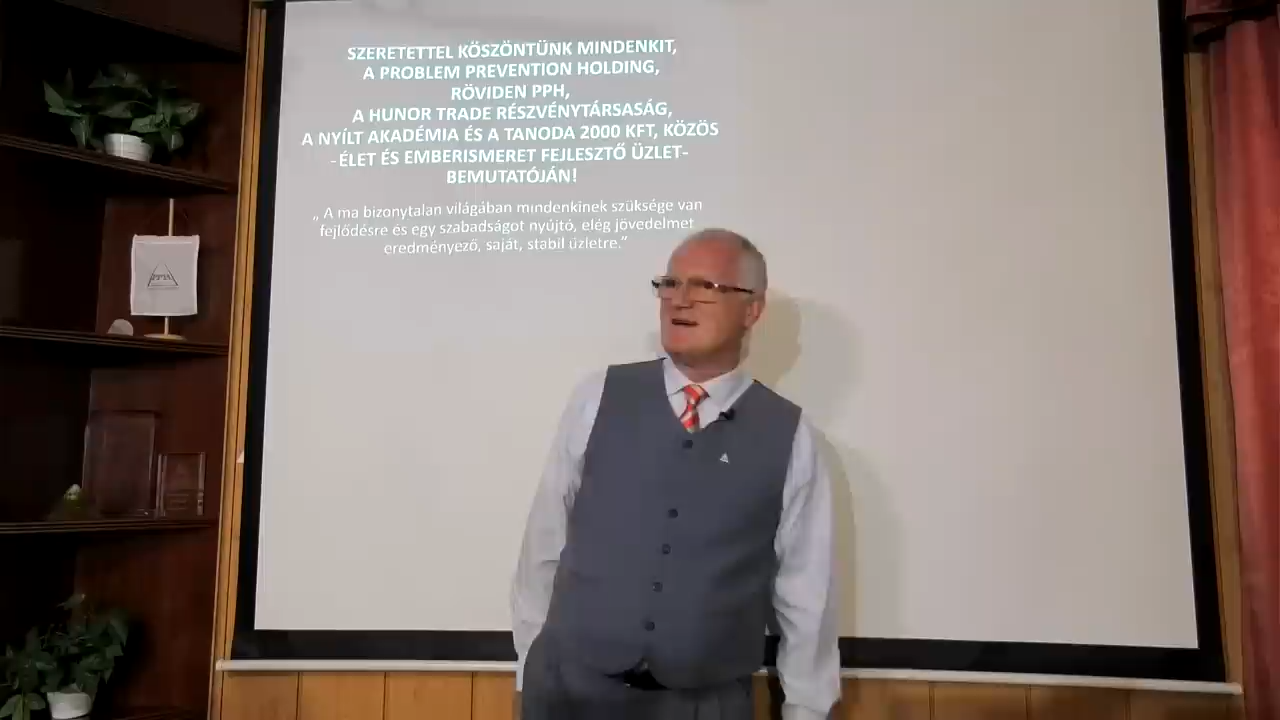 SZERETETTEL KÖSZÖNTÜNK MINDENKIT,
A PROBLEM PREVENTION HOLDING,
RÖVIDEN PPH,
A HUNOR TRADE RÉSZVÉNYTÁRSASÁG,
A NYÍLT AKADÉMIA ÉS A TANODA 2000 KFT, KÖZÖS
-ÉLET ÉS EMBERISMERET FEJLESZTŐ ÜZLET-
BEMUTATÓJÁN!
„ A ma bizonytalan világában mindenkinek szüksége van
fejlődésre és egy szabadságot nyújtó, elég jövedelmet
eredményező, saját, stabil üzletre.”